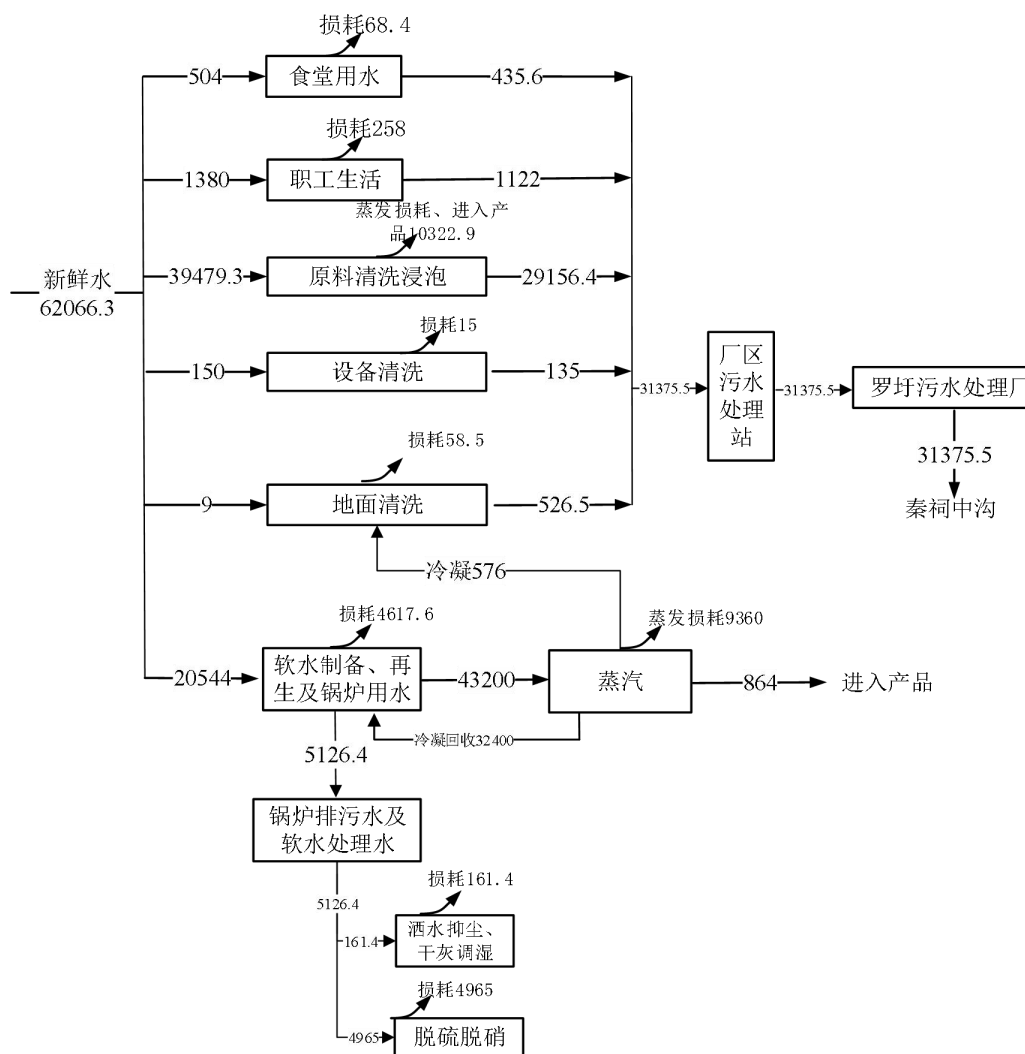 损耗68.4
504
食堂用水
435.6
损耗258
1380
职工生活
1122
蒸发损耗、进入产
品10322.9
新鲜水
62066.3
39479.3
原料清洗浸泡
29156.4
损耗15
150
设备清洗
135
31375.5
厂区
污水
处理
站
31375.5
罗圩污水处理厂
31375.5
秦祠中沟
损耗58.5
9
地面清洗
526.5
冷凝576
损耗4617.6
蒸发损耗9360
20544
软水制备、再
生及锅炉用水
43200
蒸汽
864
进入产品
冷凝回收32400
5126.4
锅炉排污水及
软水处理水
5126.4
损耗161.4
161.4
洒水抑尘、
干灰调湿
损耗4965
4965
脱硫脱硝